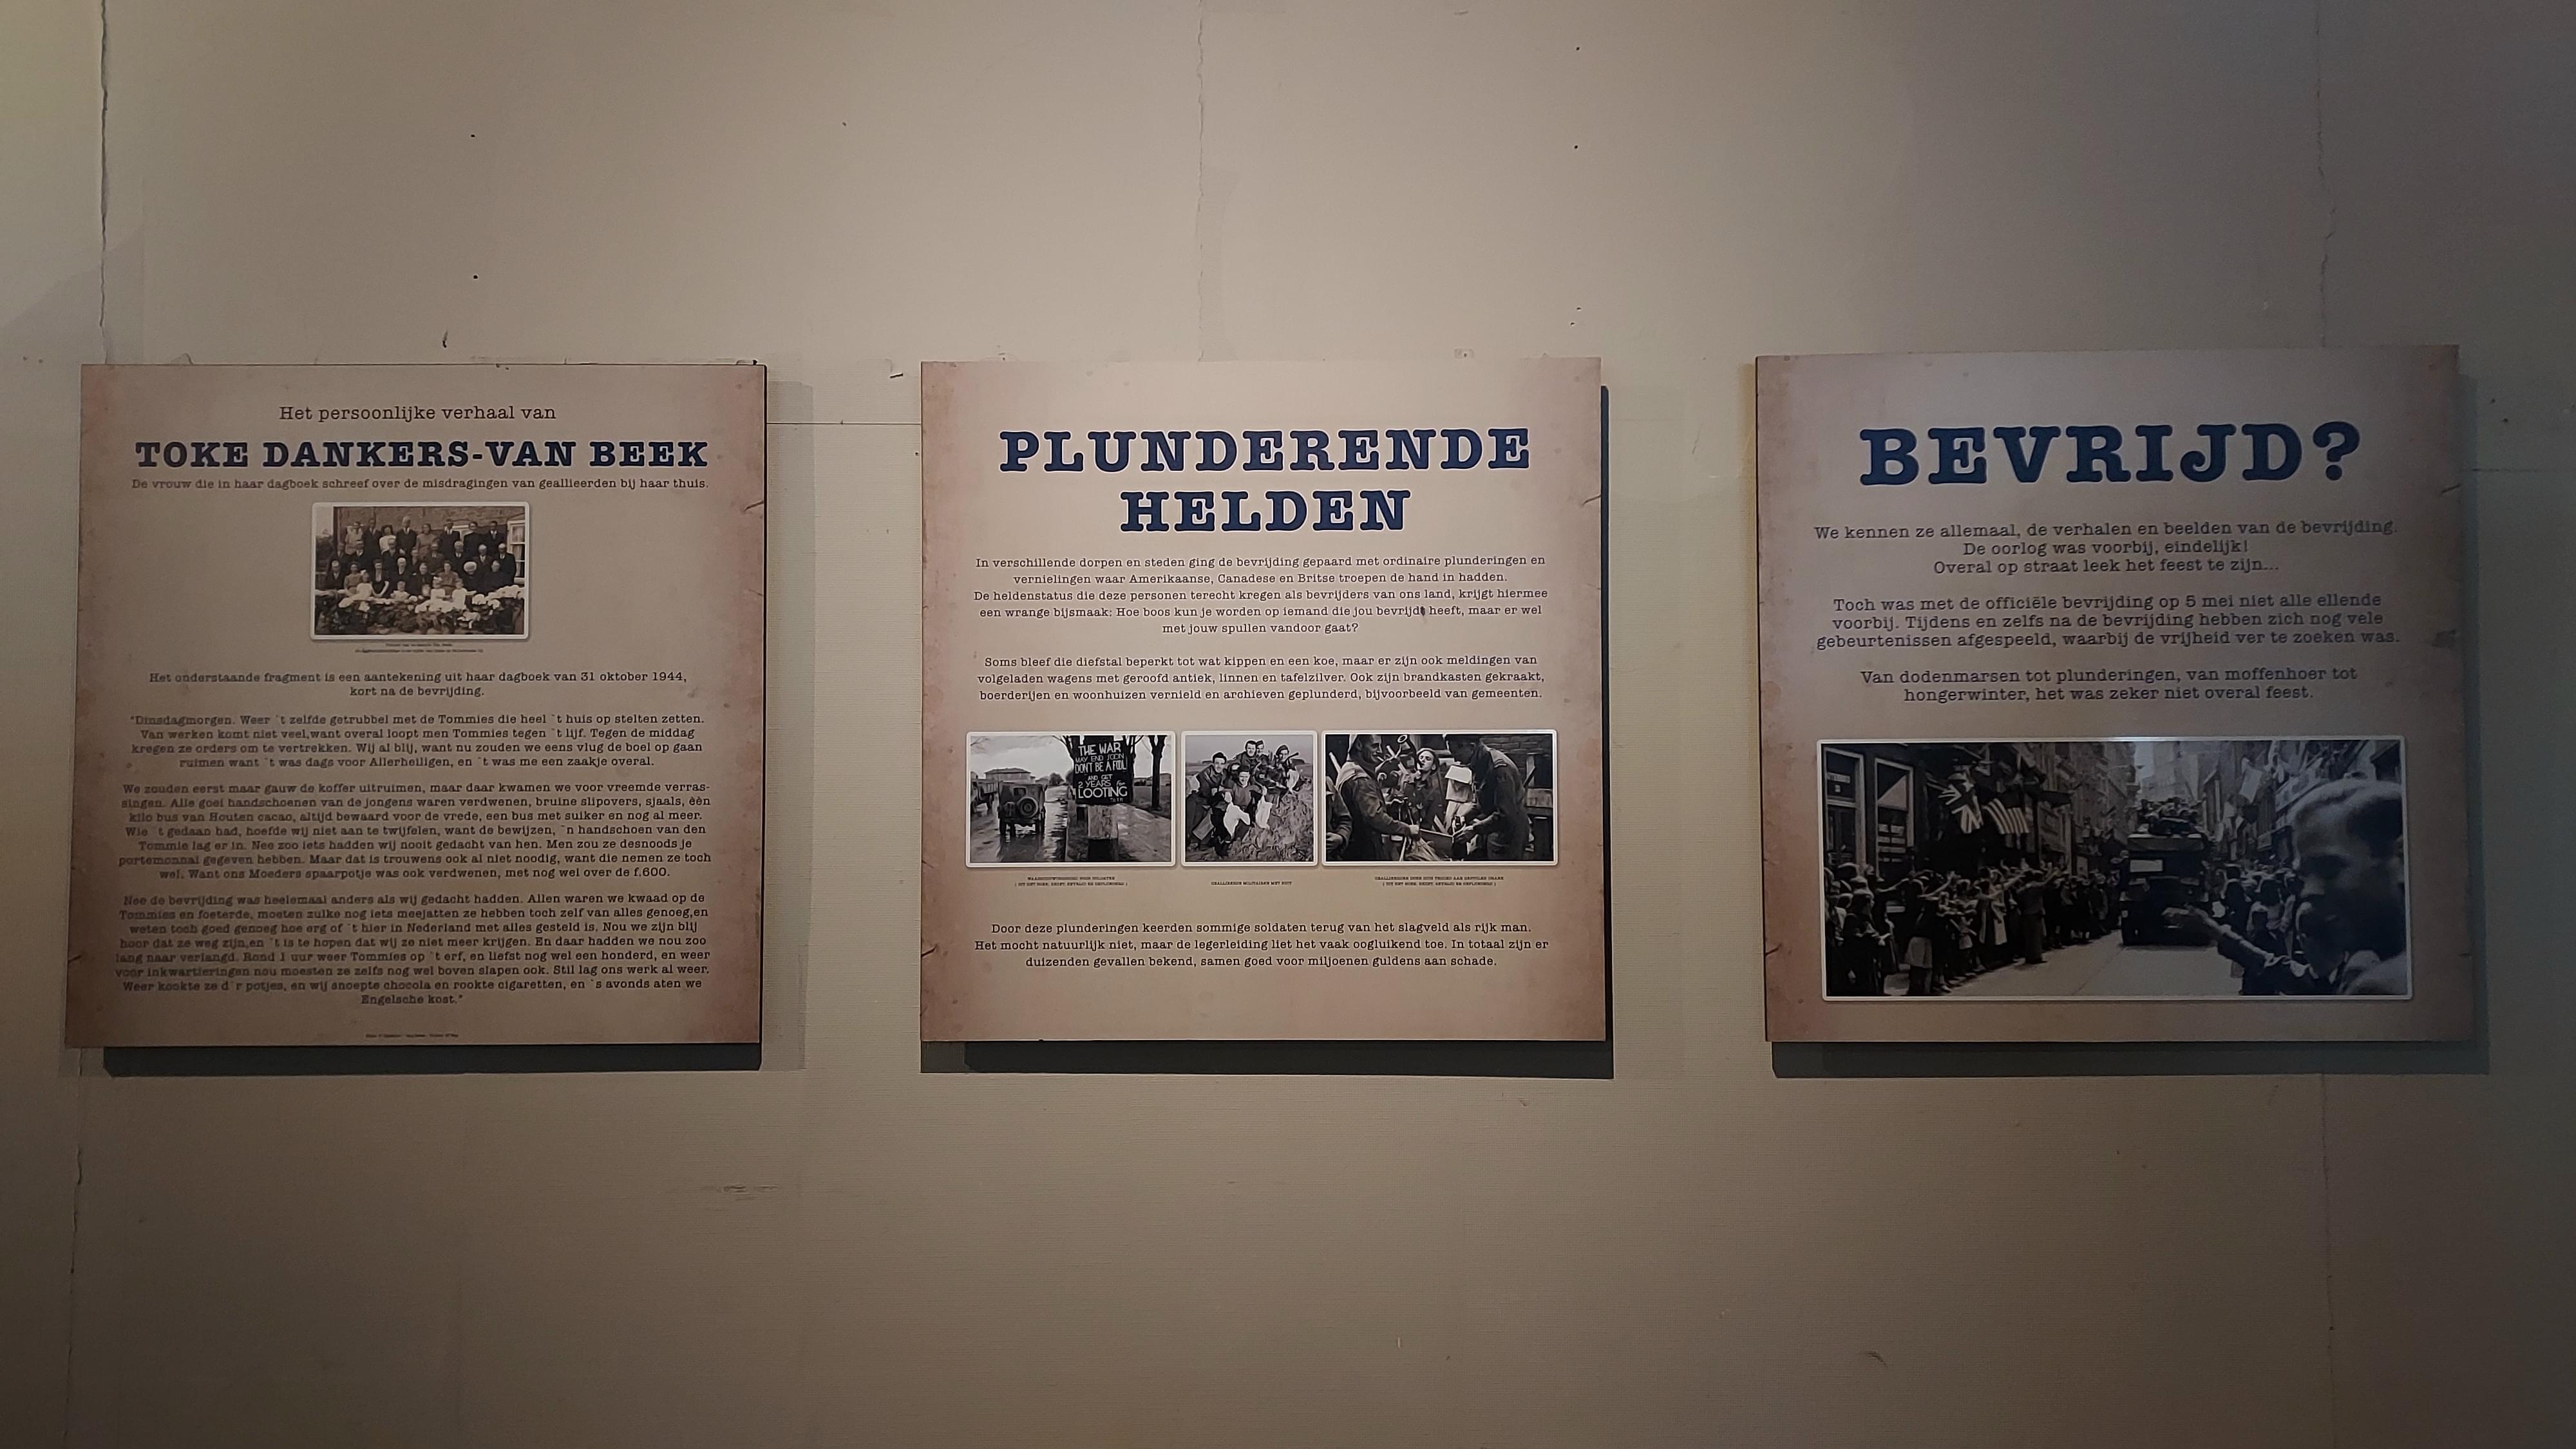 Het persoonlijke verhaal van
TOKE DANKERS-VAN BEEK
De vrouw die in haar dagboek schreef over de misdragingen van geallieerden bij haar thuis.
Het onderstaande fragment is een aantekening uit haar dagboek van 31 oktober 1944,
kort na de bevrijding.
"Dinsdagmorgen. Weer `t zelfde getrubbel met de Tommies die heel `t huis op stelten zetten.
Van werken komt niet veel,want overal loopt men Tommies tegen `t lijf. Tegen de middag
kregen ze orders om te vertrekken. Wij al blij, want nu zouden we eens vlug de boel op gaan
ruimen want `t was dags voor Allerheiligen, en `t was me een zaakje overal.
We zouden eerst maar gauw de koffer uitruimen, maar daar kwamen we voor vreemde verras-
singen. Alle goei handschoenen van de jongens waren verdwenen, bruine slipovers, sjaals, èèn
kilo bus van Houten cacao, altijd bewaard voor de vrede, een bus met suiker en nog al meer.
Wie `t gedaan had, hoefde wij niet aan te twijfelen, want de bewijzen, `n handschoen van den
Tommie lag er in. Nee zoo iets hadden wij nooit gedacht van hen. Men zou ze desnoods je
portemonnai gegeven hebben. Maar dat is trouwens ook al niet noodig, want die nemen ze toch
wel. Want ons Moeders spaarpotje was ook verdwenen, met nog wel over de f.600.
Nee de bevrijding was heelemaal anders als wij gedacht hadden. Allen waren we kwaad op de
Tommies en foeterde, moeten zulke nog iets meejatten ze hebben toch zelf van alles genoeg,en
weten toch goed genoeg hoe erg of `t hier in Nederland met alles gesteld is. Nou we zijn blij
hoor dat ze weg zijn,en `t is te hopen dat wij ze niet meer krijgen. En daar hadden we nou zoo
lang naar verlangd. Rond 1 uur weer Tommies op `t erf, en liefst nog wel een honderd, en weer
voor inkwartieringen nou moesten ze zelfs nog wel boven slapen ook. Stil lag ons werk al weer.
Weer kookte ze d`r potjes, en wij snoepte chocola en rookte cigaretten, en `s avonds aten we
Engelsche kost."
PLUNDERENDE
HELDEN
In verschillende dorpen en steden ging de bevrijding gepaard met ordinaire plunderingen en
vernielingen waar Amerikaanse, Canadese en Britse troepen de hand in hadden.
De heldenstatus die deze personen terecht kregen als bevrijders van ons land, krijgt hiermee
een wrange bijsmaak: Hoe boos kun je worden op iemand die jou bevrijdt heeft, maar er wel
met jouw spullen vandoor gaat?
Soms bleef die diefstal beperkt tot wat kippen en een koe, maar er zijn ook meldingen van
volgeladen wagens met geroofd antiek, linnen en tafelzilver. Ook zijn brandkasten gekraakt,
boerderijen en woonhuizen vernield en archieven geplunderd, bijvoorbeeld van gemeenten.
THE WAR
MAY END SOON
DON'T BE A FOOL
AND GET
2 YEARS for
LOOTING
GEALLIEERDE MILITAIREN MET BUIT
Door deze plunderingen keerden sommige soldaten terug van het slagveld als rijk man.
Het mocht natuurlijk niet, maar de legerleiding liet het vaak oogluikend toe. In totaal zijn er
duizenden gevallen bekend, samen goed voor miljoenen guldens aan schade.
BEVRIJD?
We kennen ze allemaal, de verhalen en beelden van de bevrijding.
De oorlog was voorbij, eindelijk!
Overal op straat leek het feest te zijn...
Toch was met de officiële bevrijding op 5 mei niet alle ellende
voorbij. Tijdens en zelfs na de bevrijding hebben zich nog vele
gebeurtenissen afgespeeld, waarbij de vrijheid ver te zoeken was.
Van dodenmarsen tot plunderingen, van moffenhoer tot
hongerwinter, het was zeker niet overal feest.